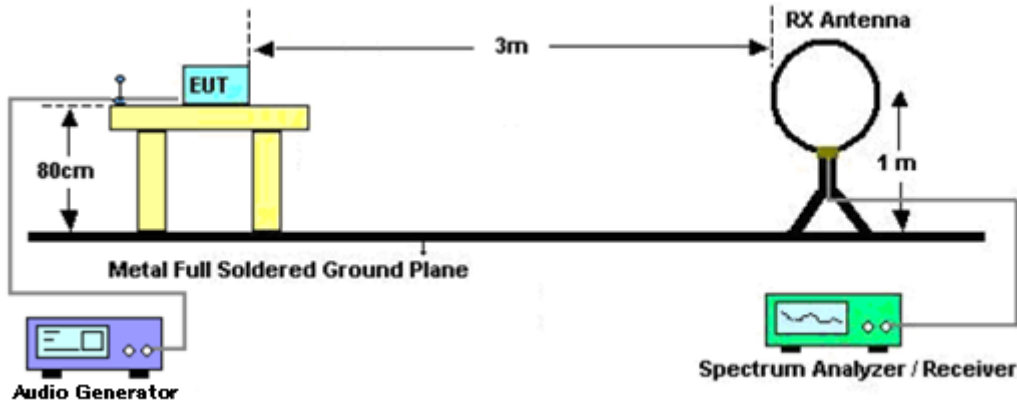 RX Antenna
3m
EUT
80cm
1 m
Metal Full Soldered Ground Plane
Spectrum Analyzer / Receiver
Audio Generator